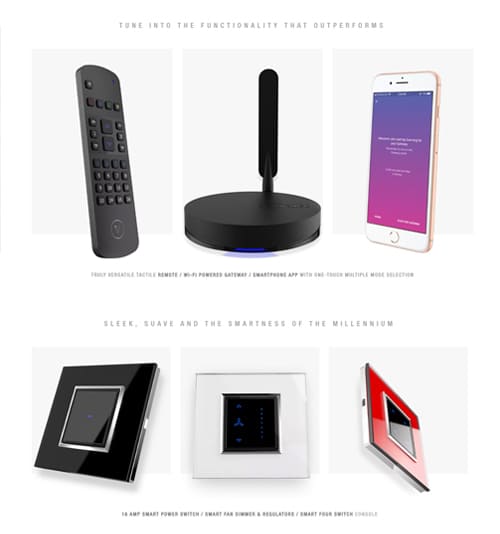 TUNE INTO THE FUNCTIONALITY THAT OUTPERFORMS
TRULY VERSATILE TACTILE REMOTE / WI-FI POWERED GATEWAY / SMARTPHONE APP WITH ONE-TOUCH MULTIPLE MODE SELECTION
SLEEK, SUAVE AND THE SMARTNESS OF THE MILLENNIUM
16 AMP SMART POWER SWITCH / SMART FAN DIMMER & REGULATORS / SMART FOUR SWITCH CONSOLE